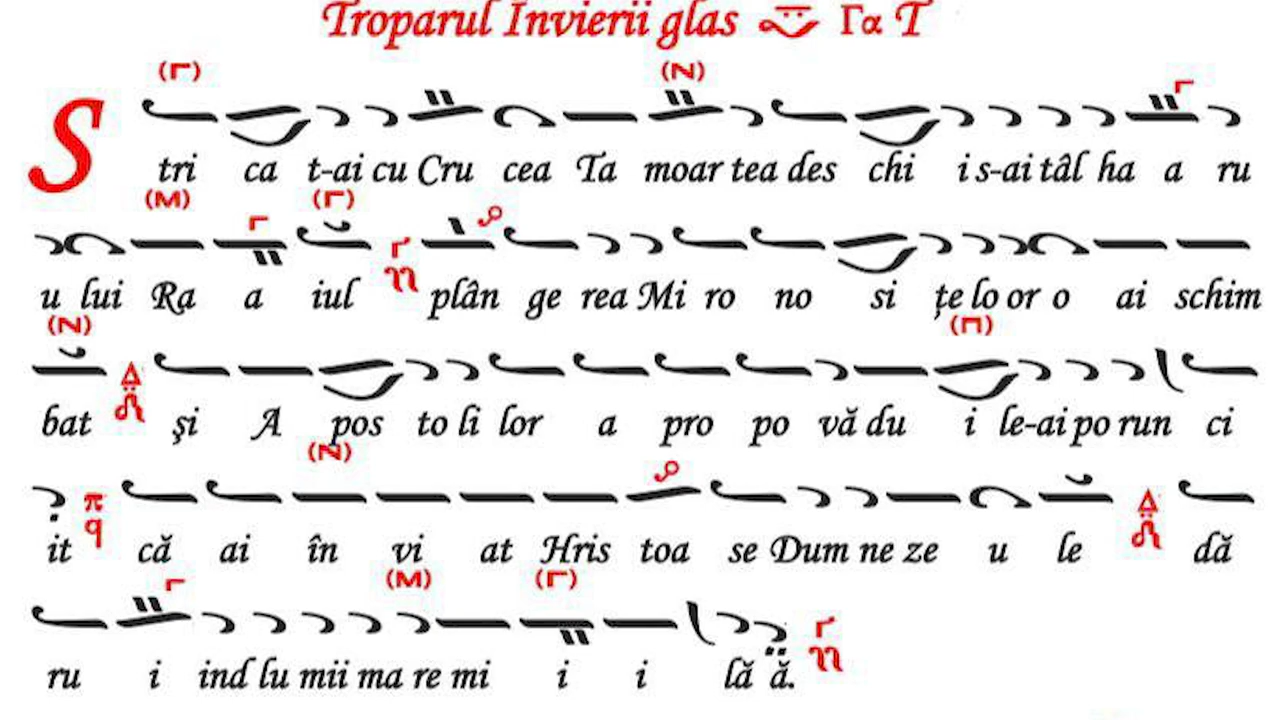 Troparul Invierii glas Γα T
(Γ) (N) Γ
S tri ca t-ai cu Cru cea Ta moar tea des chi i s-ai tâl ha a ru
(M) Γ (Γ)
u lui Ra a iul plân ge rea Mi ro no si ţe lo or o ai schim
(N) (Π)
bat şi A pos to li lor a pro po vă du i le-ai po run ci
(N)
it π q că ai în vi at Hris toa se Dum ne ze u le Δ dă
(M) (Γ)
ru i ind lu mii ma re mi i i lă ă.